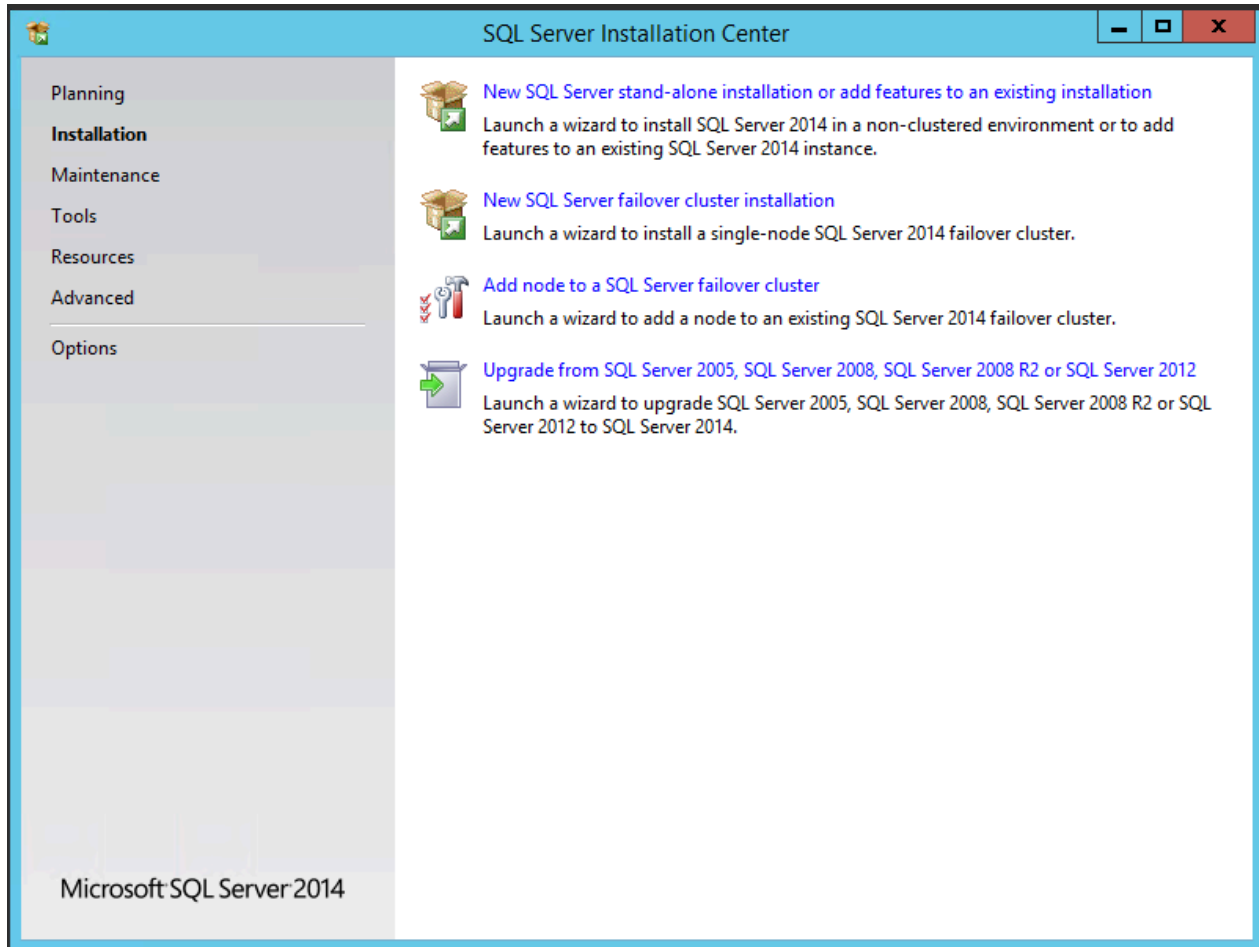 SQL Server Installation Center
Planning
Installation
Maintenance
Tools
Resources
Advanced
Options
Microsoft SQL Server 2014
New SQL Server stand-alone installation or add features to an existing installation
Launch a wizard to install SQL Server 2014 in a non-clustered environment or to add
features to an existing SQL Server 2014 instance.
New SQL Server failover cluster installation
Launch a wizard to install a single-node SQL Server 2014 failover cluster.
Add node to a SQL Server failover cluster
Launch a wizard to add a node to an existing SQL Server 2014 failover cluster.
Upgrade from SQL Server 2005, SQL Server 2008, SQL Server 2008 R2 or SQL Server 2012
Launch a wizard to upgrade SQL Server 2005, SQL Server 2008, SQL Server 2008 R2 or SQL
Server 2012 to SQL Server 2014.